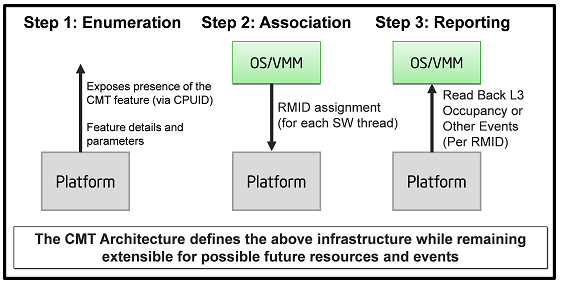 Step 1: Enumeration
Exposes presence of the
CMT feature (via CPUID)
Feature details and
parameters
Platform
Step 2: Association
OS/VMM
RMID assignment
(for each SW thread)
Platform
Step 3: Reporting
OS/VMM
Read Back L3
Occupancy or
Other Events
(Per RMID)
Platform
The CMT Architecture defines the above infrastructure while remaining
extensible for possible future resources and events